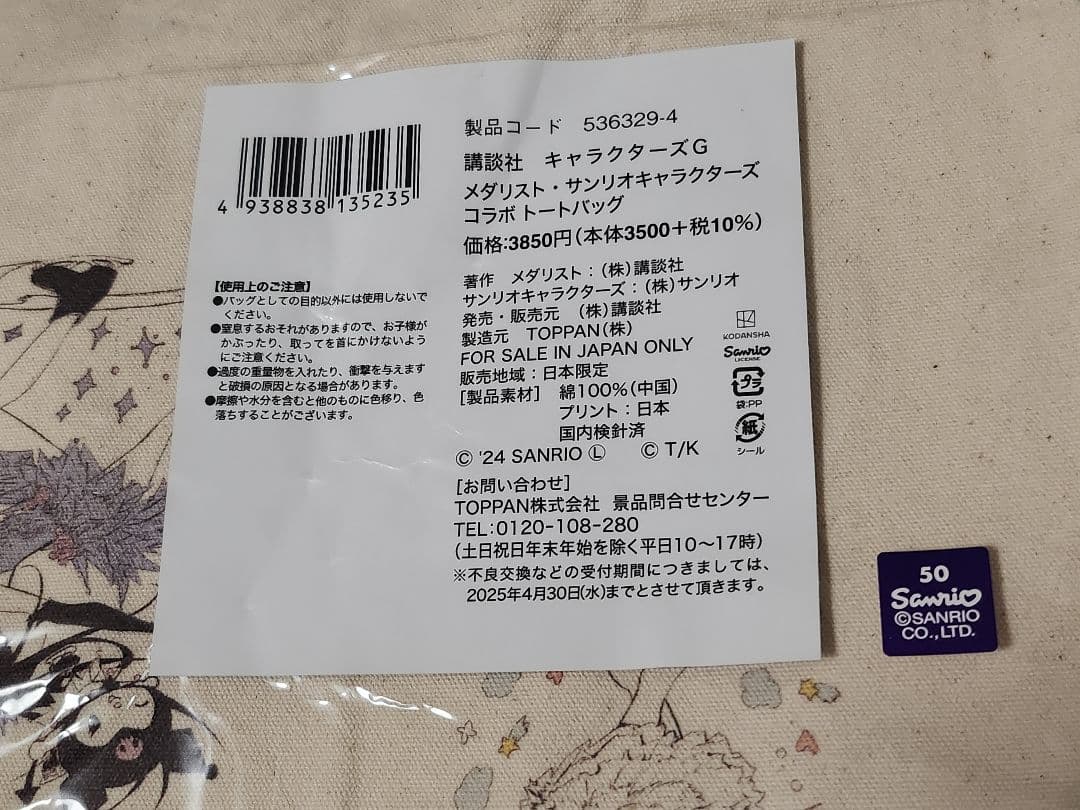 4 938838 135235
【使用上のご注意】
●バッグとしての目的以外には使用しないで
ください。
●窒息するおそれがありますので、お子様が
かぶったり、取ってを首にかけないよう
にご注意ください。
●過度の重量物を入れたり、衝撃を与えます
と破損の原因となる場合があります。
●摩擦や水分を含むと他のものに色移り、色
落ちすることがございます。
製品コード 536329-4
講談社 キャラクターズG
メダリスト・サンリオキャラクターズ
コラボ トートバッグ
価格:3850円(本体3500+税10%)
著作 メダリスト:(株)講談社
サンリオキャラクターズ:(株)サンリオ
発売・販売元 (株)講談社
製造元 TOPPAN(株)
FOR SALE IN JAPAN ONLY
販売地域:日本限定
[製品素材] 綿100%(中国)
プリント:日本
国内検針済
© '24 SANRIO Ⓛ © T/K
KODANSHA
Sanrio
LICENSE
プラ
袋:PP
紙
シール
[お問い合わせ]
TOPPAN株式会社 景品問合せセンター
TEL:0120-108-280
(土日祝日年末年始を除く平日10〜17時)
※不良交換などの受付期間につきましては、
2025年4月30日(水)までとさせて頂きます。
50
Sanrio
©SANRIO
CO.,LTD.